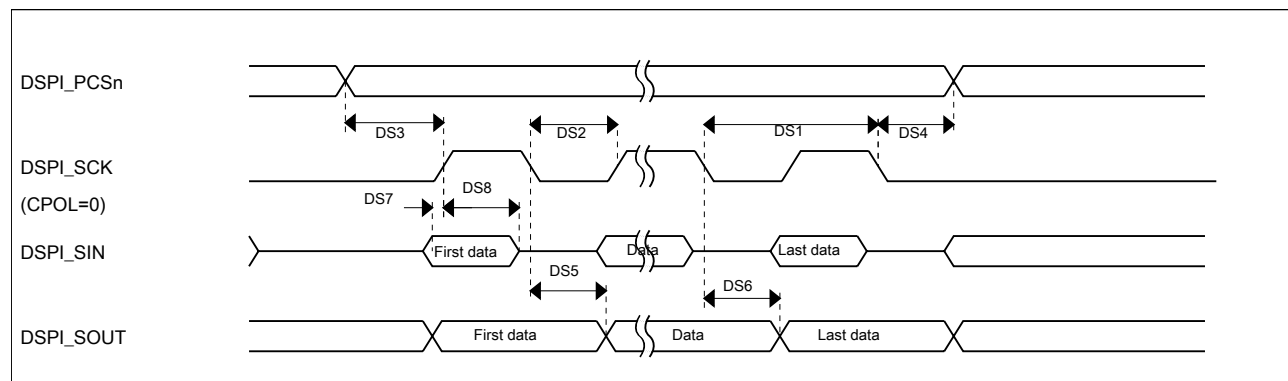 DSPI_PCSn
DS3
DS2
DS1
DS4
DSPI_SCK
(CPOL=0)
DS7
DS8
DSPI_SIN
First data
Data
Last data
DS5
DS6
DSPI_SOUT
First data
Data
Last data